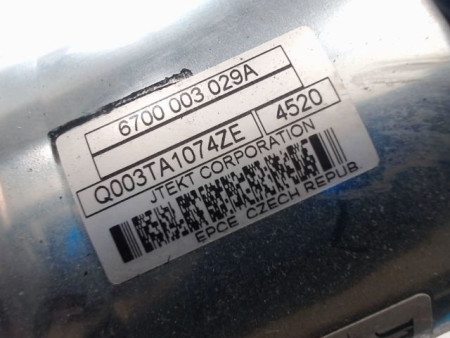 6700 003 029A
Q003TA1074ZE 4520
JTEKT CORPORATION
EPCE CZECH REPUB